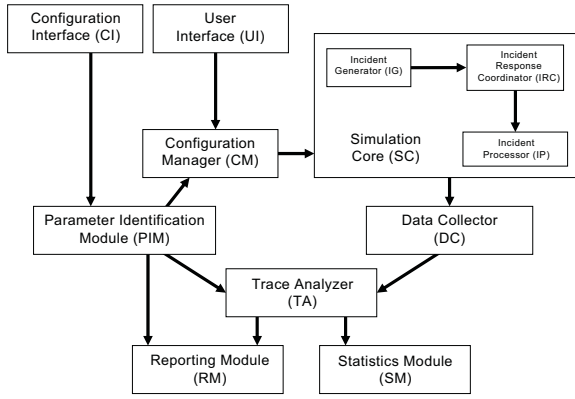 Configuration
Interface (CI)
User
Interface (UI)
Incident
Generator (IG)
Incident
Response
Coordinator (IRC)
Simulation
Core (SC)
Incident
Processor (IP)
Configuration
Manager (CM)
Parameter Identification
Module (PIM)
Data Collector
(DC)
Trace Analyzer
(TA)
Reporting Module
(RM)
Statistics Module
(SM)